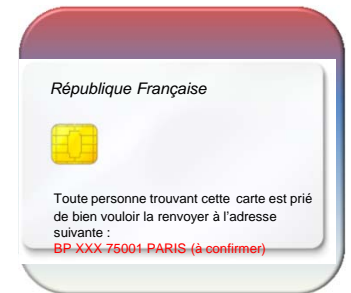 République Française
Toute personne trouvant cette carte est prié
de bien vouloir la renvoyer à l'adresse
suivante :
BP XXX 75001 PARIS (à confirmer)